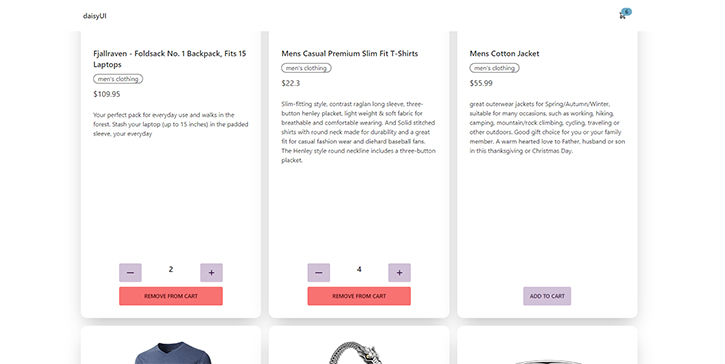 daisyUI
6
Fjallraven - Foldsack No. 1 Backpack, Fits 15
Laptops
men's clothing
$109.95
Your perfect pack for everyday use and walks in the
forest. Stash your laptop (up to 15 inches) in the padded
sleeve, your everyday
2
REMOVE FROM CART
Mens Casual Premium Slim Fit T-Shirts
men's clothing
$22.3
Slim-fitting style, contrast raglan long sleeve, three-
button henley placket, light weight & soft fabric for
breathable and comfortable wearing. And Solid stitched
shirts with round neck made for durability and a great
fit for casual fashion wear and diehard baseball fans.
The Henley style round neckline includes a three-button
placket.
4
REMOVE FROM CART
Mens Cotton Jacket
men's clothing
$55.99
great outerwear jackets for Spring/Autumn/Winter,
suitable for many occasions, such as working, hiking,
camping, mountain/rock climbing, cycling, traveling or
other outdoors. Good gift choice for you or your family
member. A warm hearted love to Father, husband or son
in this thanksgiving or Christmas Day.
ADD TO CART